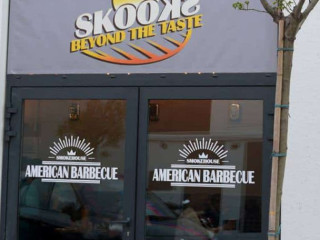 SKOOKS
BEYOND THE TASTE
SMOKEHOUSE
AMERICAN BARBECUE
SMOKEHOUSE
AMERICAN BARBECUE